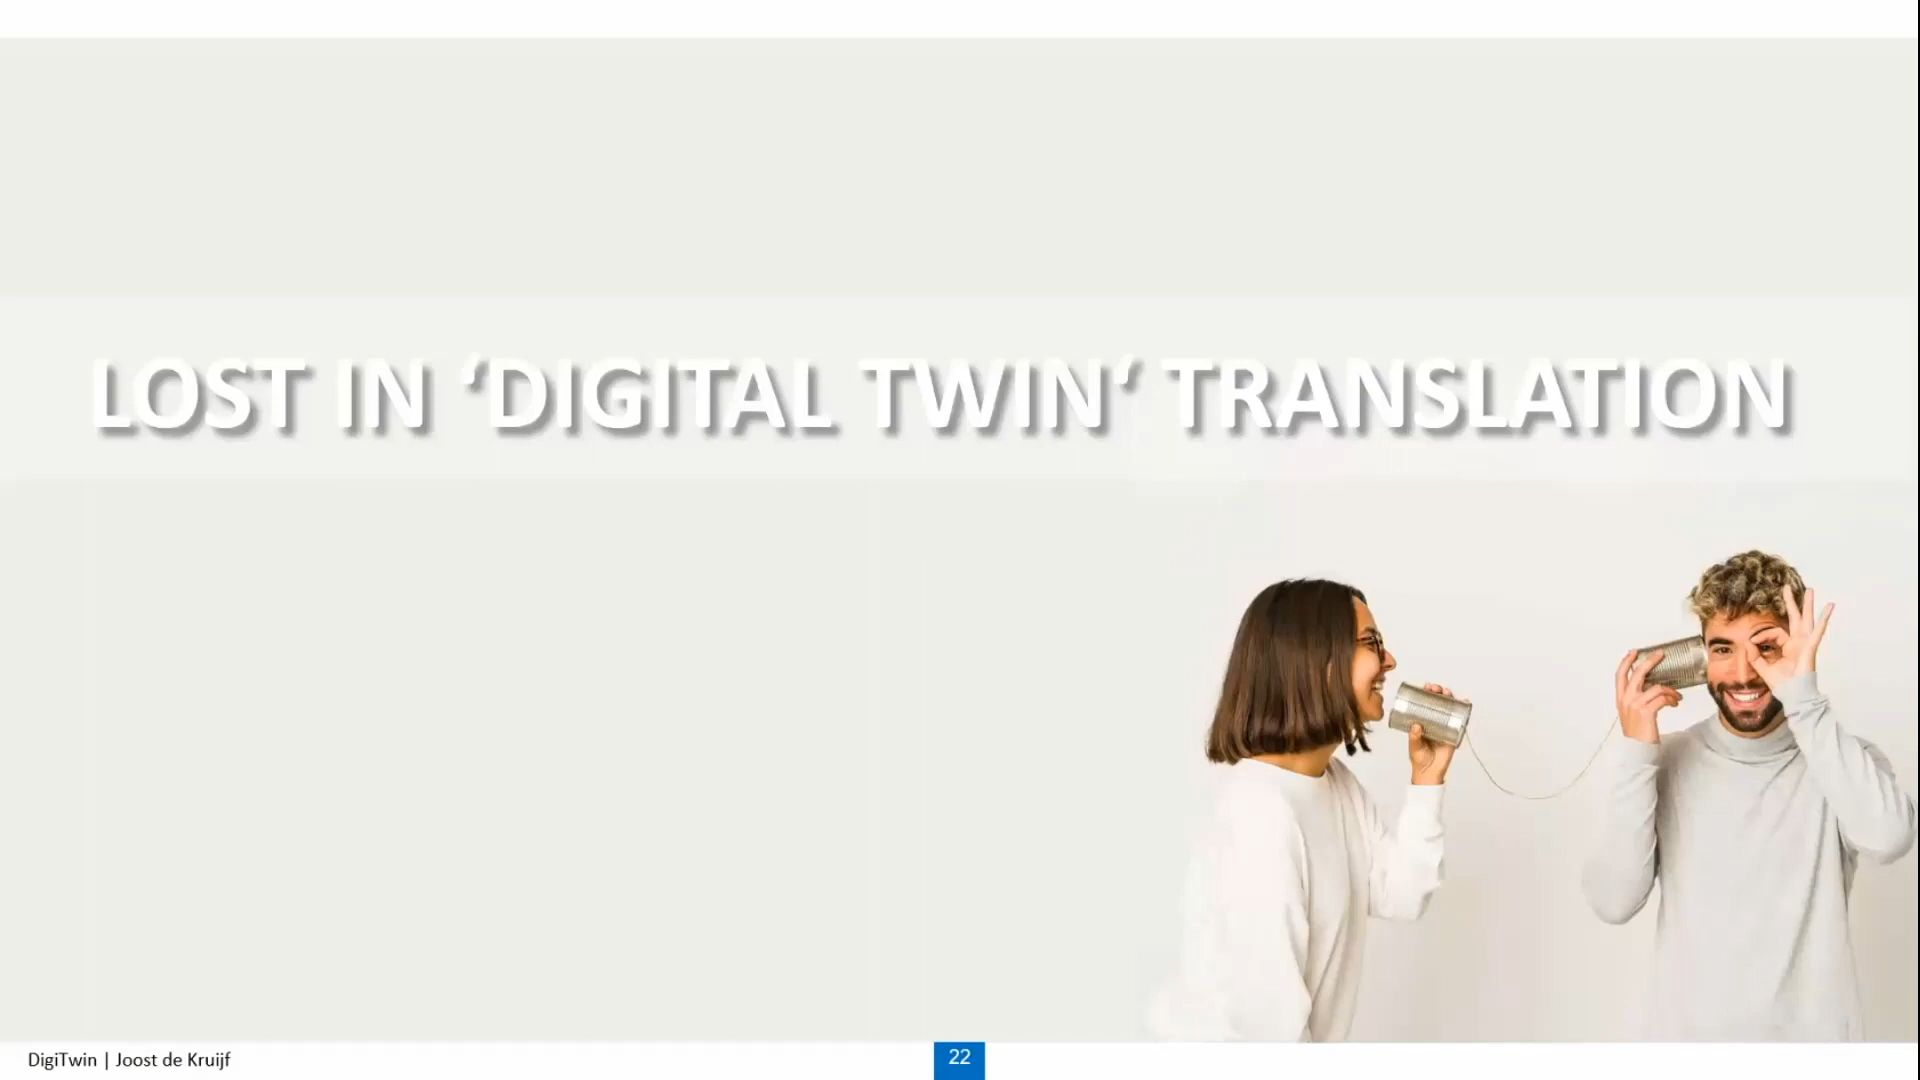 LOST IN ‘DIGITAL TWIN’ TRANSLATION
DigiTwin | Joost de Kruijf
22